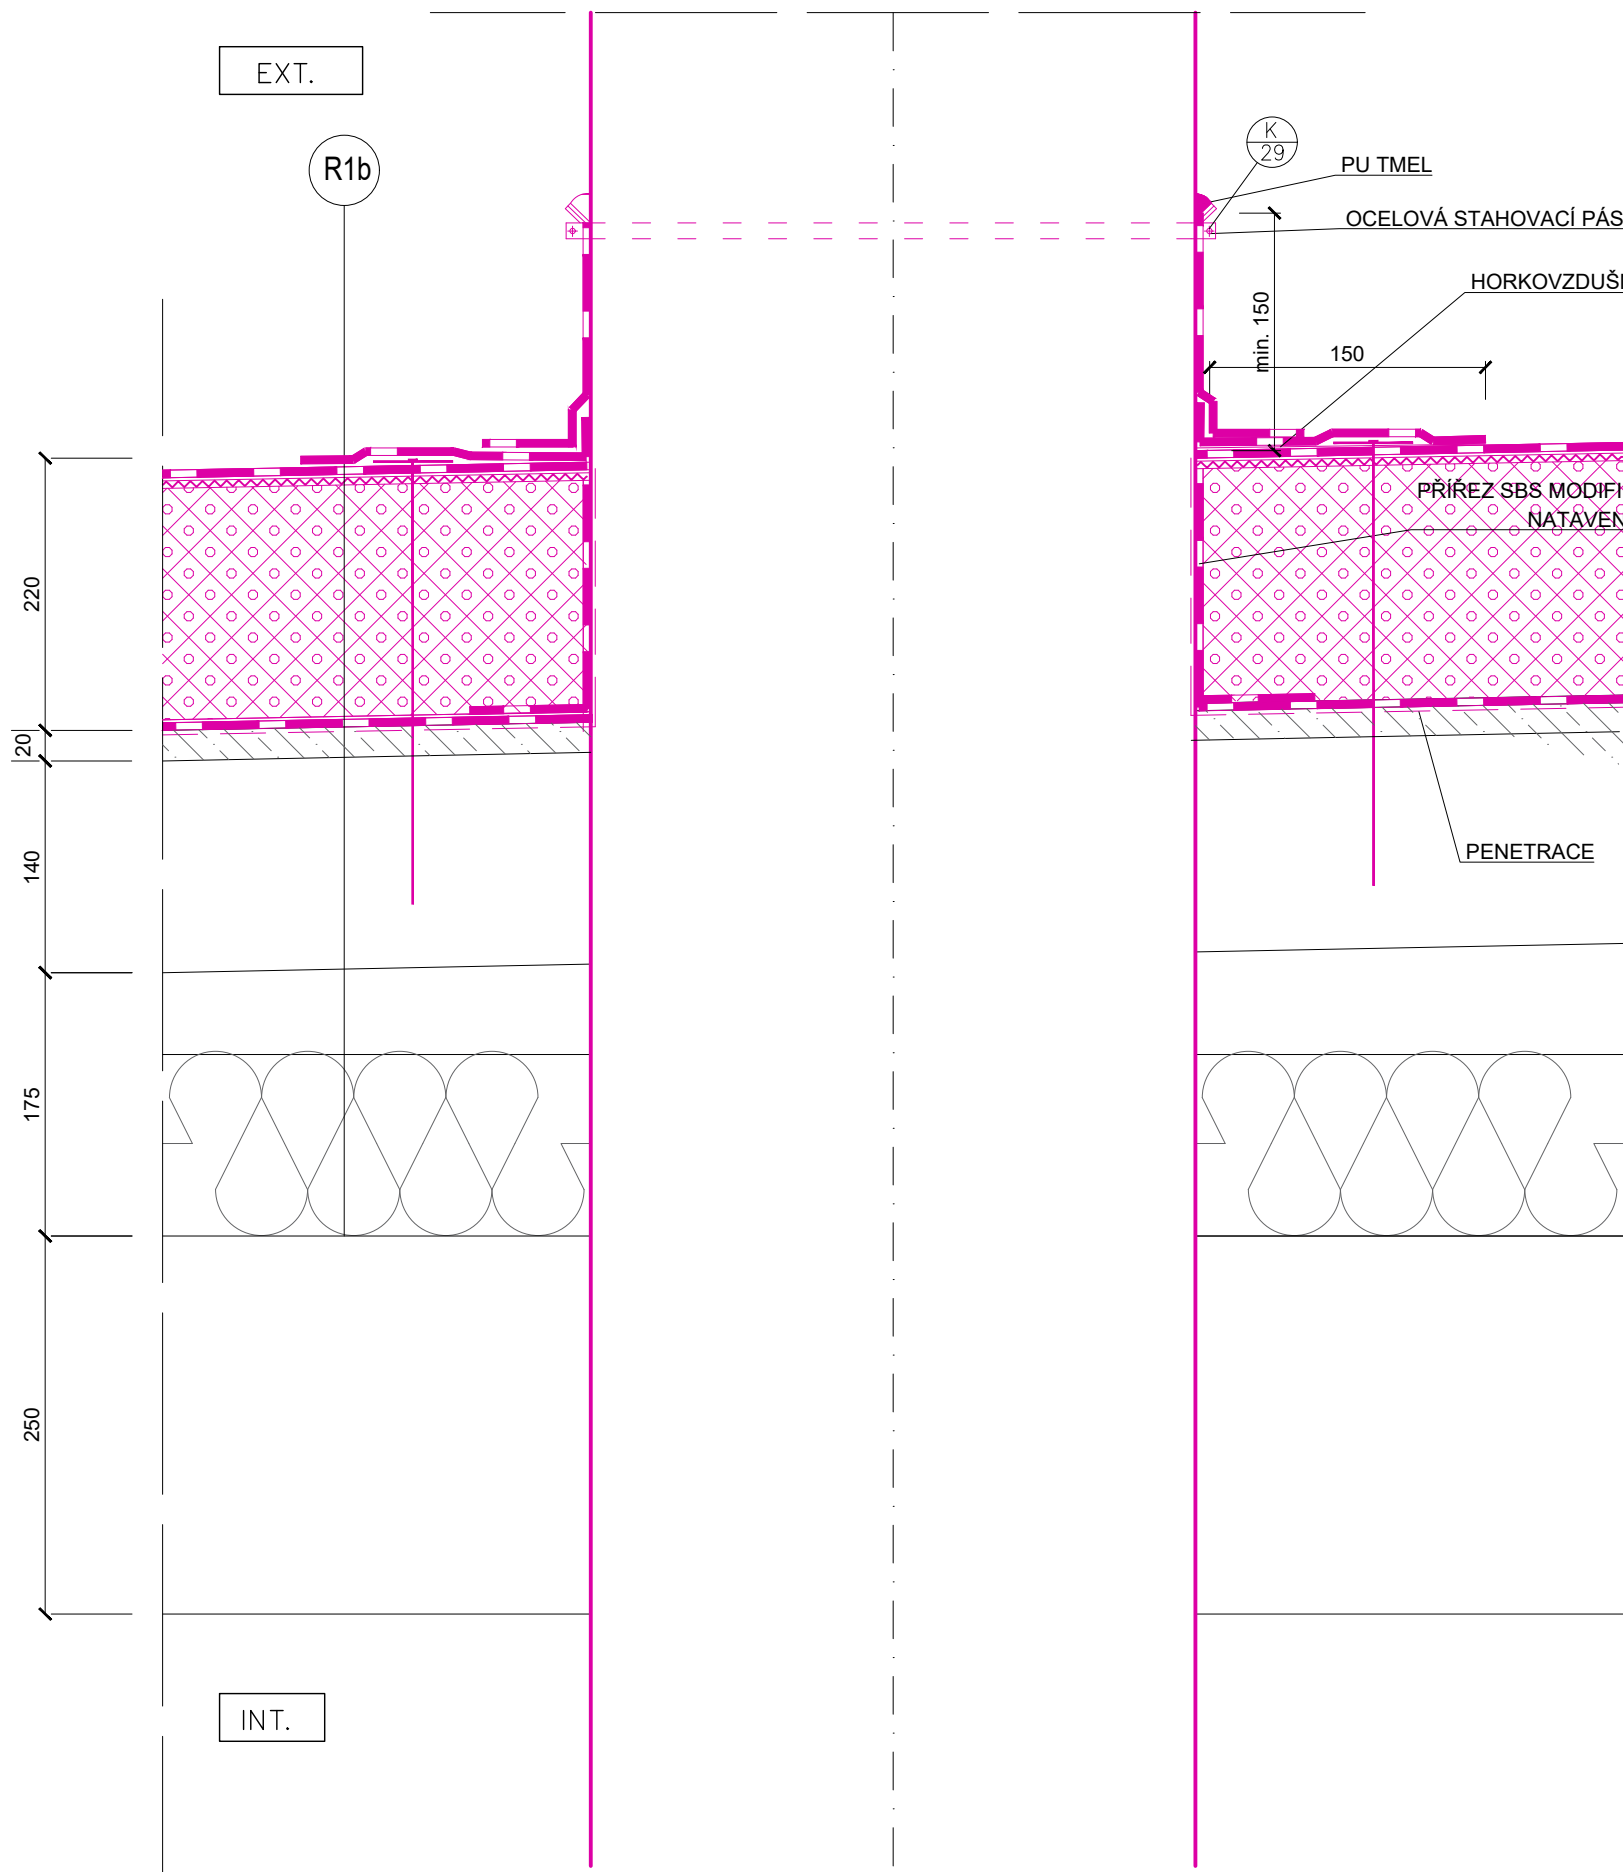 EXT.
K
29
R1b
PU TMEL
OCELOVÁ STAHOVACÍ PÁS
HORKOVZDUŠ
min. 150
150
PŘÍŘEZ SBS MODIFI
NATAVEN
220
20
140
PENETRACE
175
250
INT.